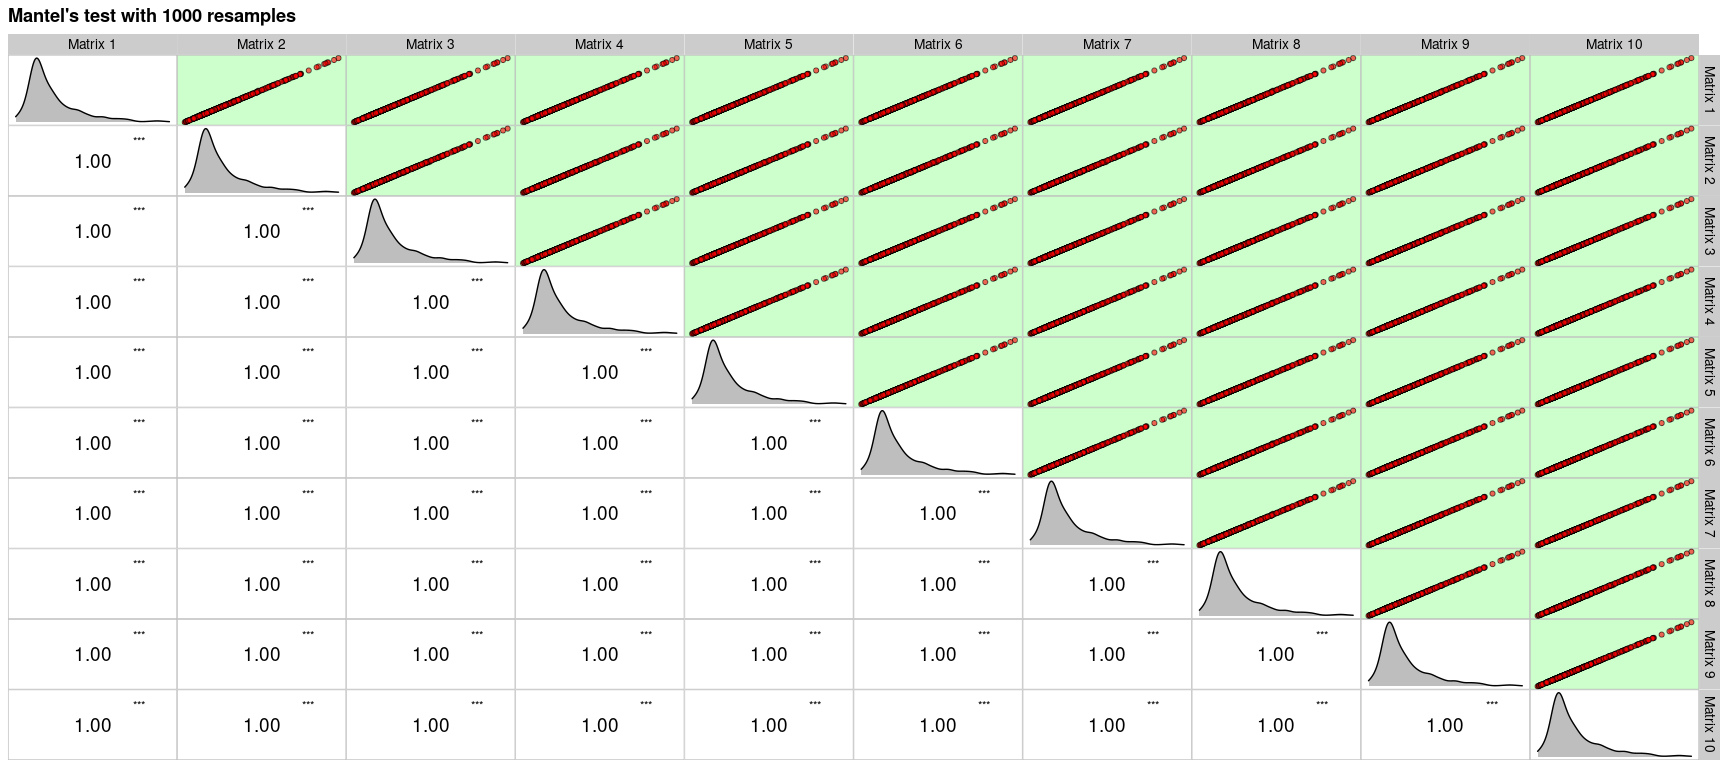 Mantel's test with 1000 resamples
Matrix 1 Matrix 2 Matrix 3 Matrix 4 Matrix 5 Matrix 6 Matrix 7 Matrix 8 Matrix 9 Matrix 10
Matrix 1
1.00 ***
Matrix 2
1.00 *** 1.00 ***
Matrix 3
1.00 *** 1.00 *** 1.00 ***
Matrix 4
1.00 *** 1.00 *** 1.00 *** 1.00 ***
Matrix 5
1.00 *** 1.00 *** 1.00 *** 1.00 *** 1.00 ***
Matrix 6
1.00 *** 1.00 *** 1.00 *** 1.00 *** 1.00 *** 1.00 ***
Matrix 7
1.00 *** 1.00 *** 1.00 *** 1.00 *** 1.00 *** 1.00 *** 1.00 ***
Matrix 8
1.00 *** 1.00 *** 1.00 *** 1.00 *** 1.00 *** 1.00 *** 1.00 *** 1.00 ***
Matrix 9
1.00 *** 1.00 *** 1.00 *** 1.00 *** 1.00 *** 1.00 *** 1.00 *** 1.00 *** 1.00 ***
Matrix 10